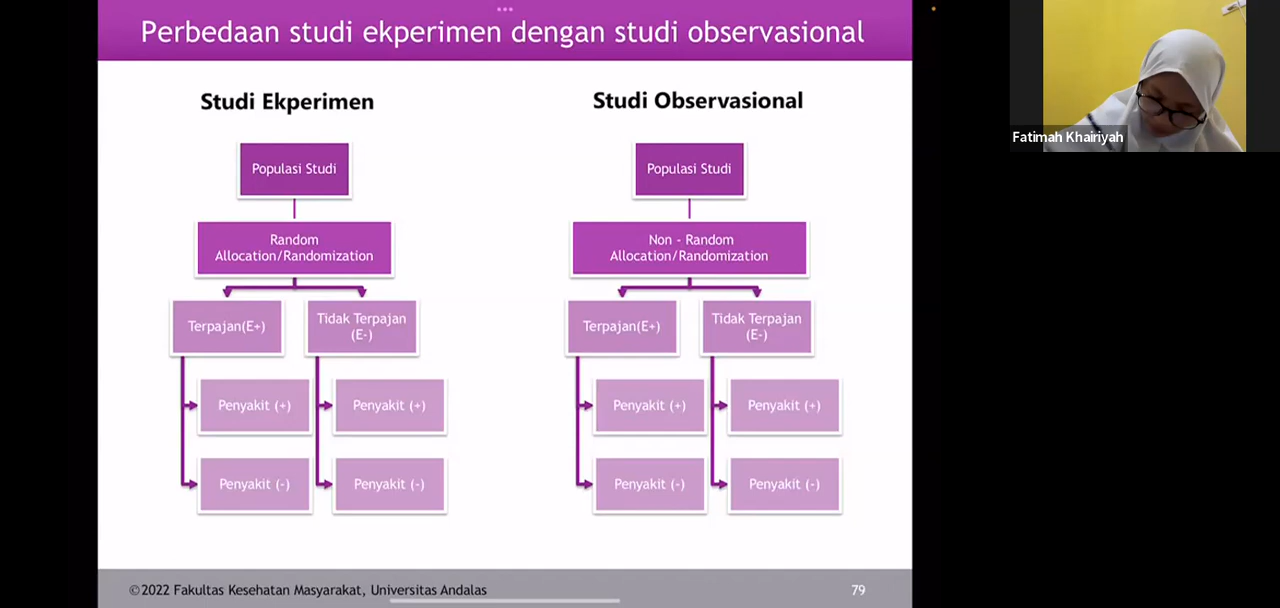 Perbedaan studi ekperimen dengan studi observasional
Studi Ekperimen
Populasi Studi
Random
Allocation/Randomization
Terpajan(E+)
Tidak Terpajan
(E-)
Penyakit (+)
Penyakit (+)
Penyakit (-)
Penyakit (-)
Studi Observasional
Populasi Studi
Non - Random
Allocation/Randomization
Terpajan(E+)
Tidak Terpajan
(E-)
Penyakit (+)
Penyakit (+)
Penyakit (-)
Penyakit (-)
©2022 Fakultas Kesehatan Masyarakat, Universitas Andalas
79
Fatimah Khairiyah